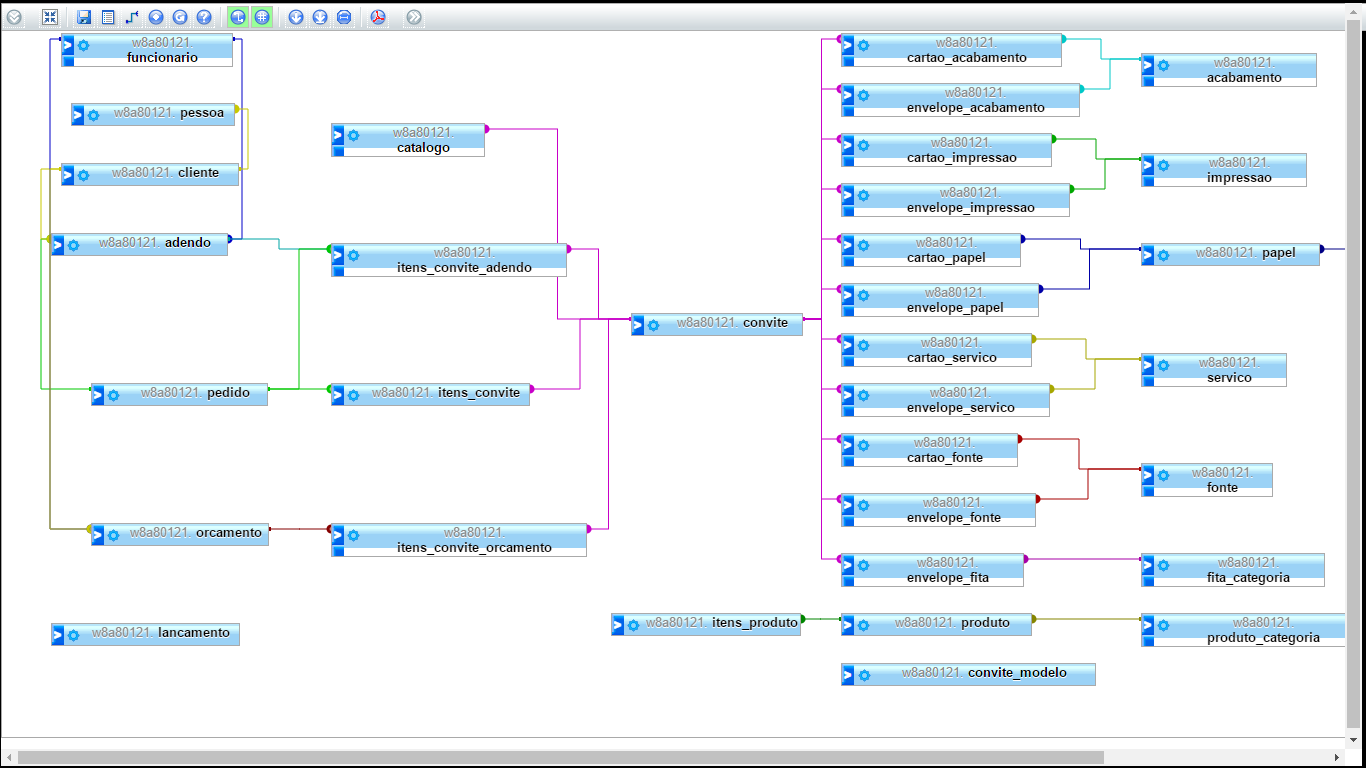 w8a80121.
funcionario
w8a80121. pessoa
w8a80121. cliente
w8a80121. adendo
w8a80121. pedido
w8a80121. orcamento
w8a80121. lancamento
w8a80121.
catalogo
w8a80121.
itens_convite_adendo
w8a80121. itens_convite
w8a80121.
itens_convite_orcamento
w8a80121. convite
w8a80121. itens_produto
w8a80121.
cartao_acabamento
w8a80121.
envelope_acabamento
w8a80121.
cartao_impressao
w8a80121.
envelope_impressao
w8a80121.
cartao_papel
w8a80121.
envelope_papel
w8a80121.
cartao_servico
w8a80121.
envelope_servico
w8a80121.
cartao_fonte
w8a80121.
envelope_fonte
w8a80121.
envelope_fita
w8a80121. produto
w8a80121. convite_modelo
w8a80121.
acabamento
w8a80121.
impressao
w8a80121. papel
w8a80121.
servico
w8a80121.
fonte
w8a80121.
fita_categoria
w8a80121.
produto_categoria